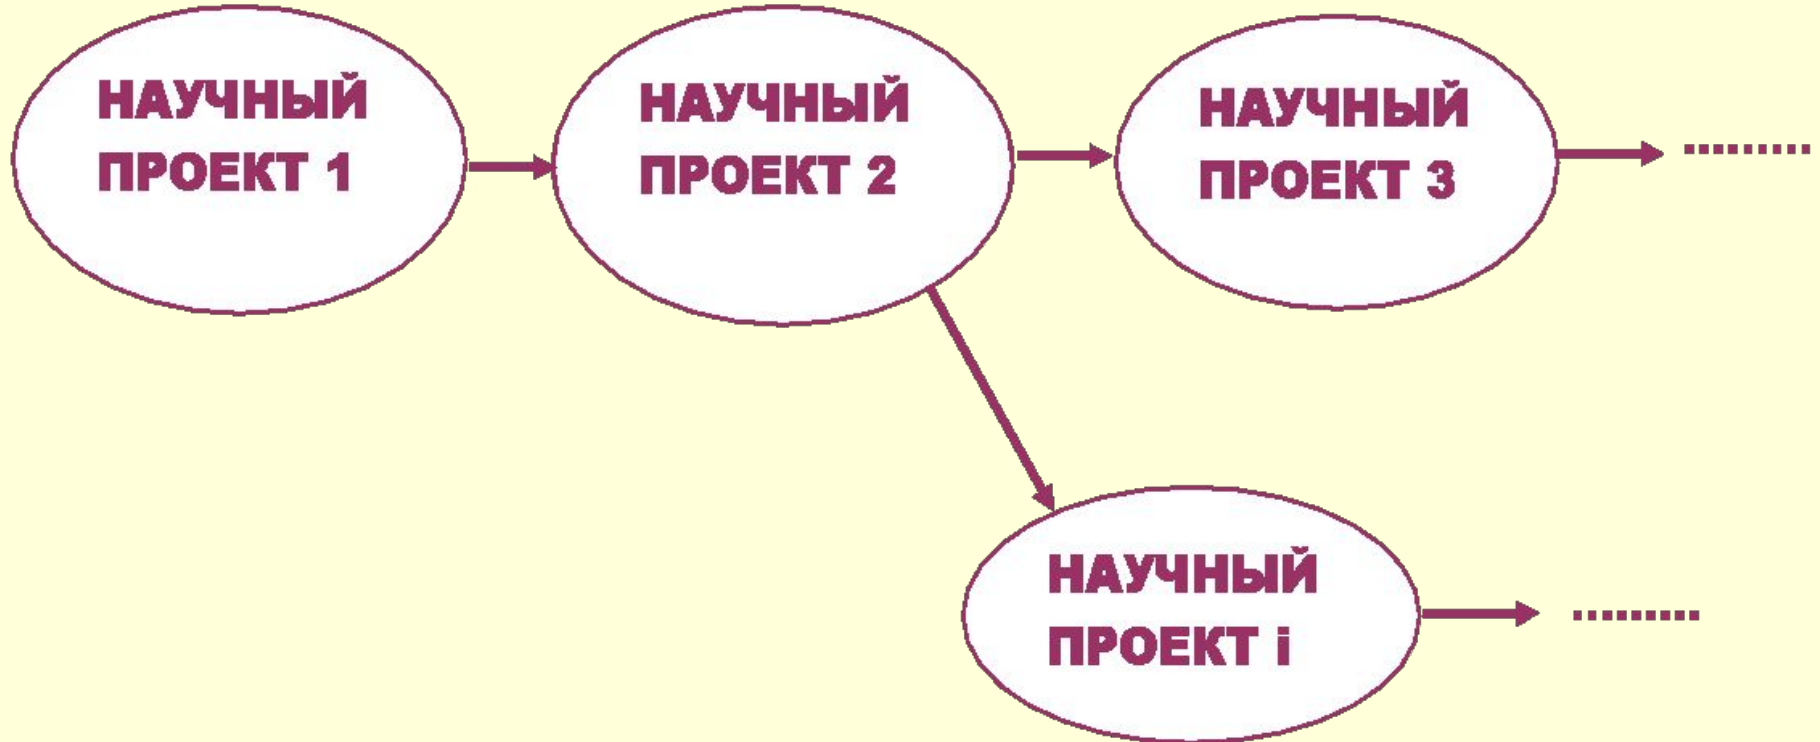 НАУЧНЫЙ
ПРОЕКТ 1
НАУЧНЫЙ
ПРОЕКТ 2
НАУЧНЫЙ
ПРОЕКТ 3
.........
НАУЧНЫЙ
ПРОЕКТ i
.........